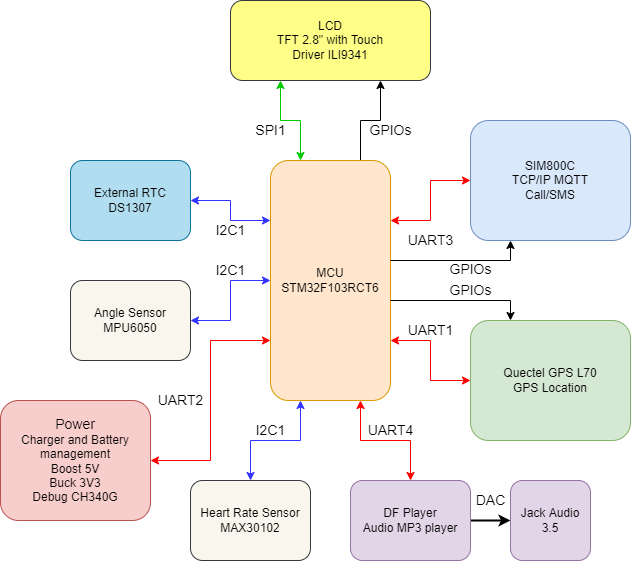 LCD
TFT 2.8" with Touch
Driver ILI9341
SPI1
GPIOs
SIM800C
TCP/IP MQTT
Call/SMS
External RTC
DS1307
I2C1
UART3
I2C1
GPIOs
MCU
STM32F103RCT6
GPIOs
Angle Sensor
MPU6050
UART1
Quectel GPS L70
GPS Location
UART2
Power
Charger and Battery
management
Boost 5V
Buck 3V3
Debug CH340G
I2C1
UART4
Heart Rate Sensor
MAX30102
DF Player
Audio MP3 player
DAC
Jack Audio
3.5